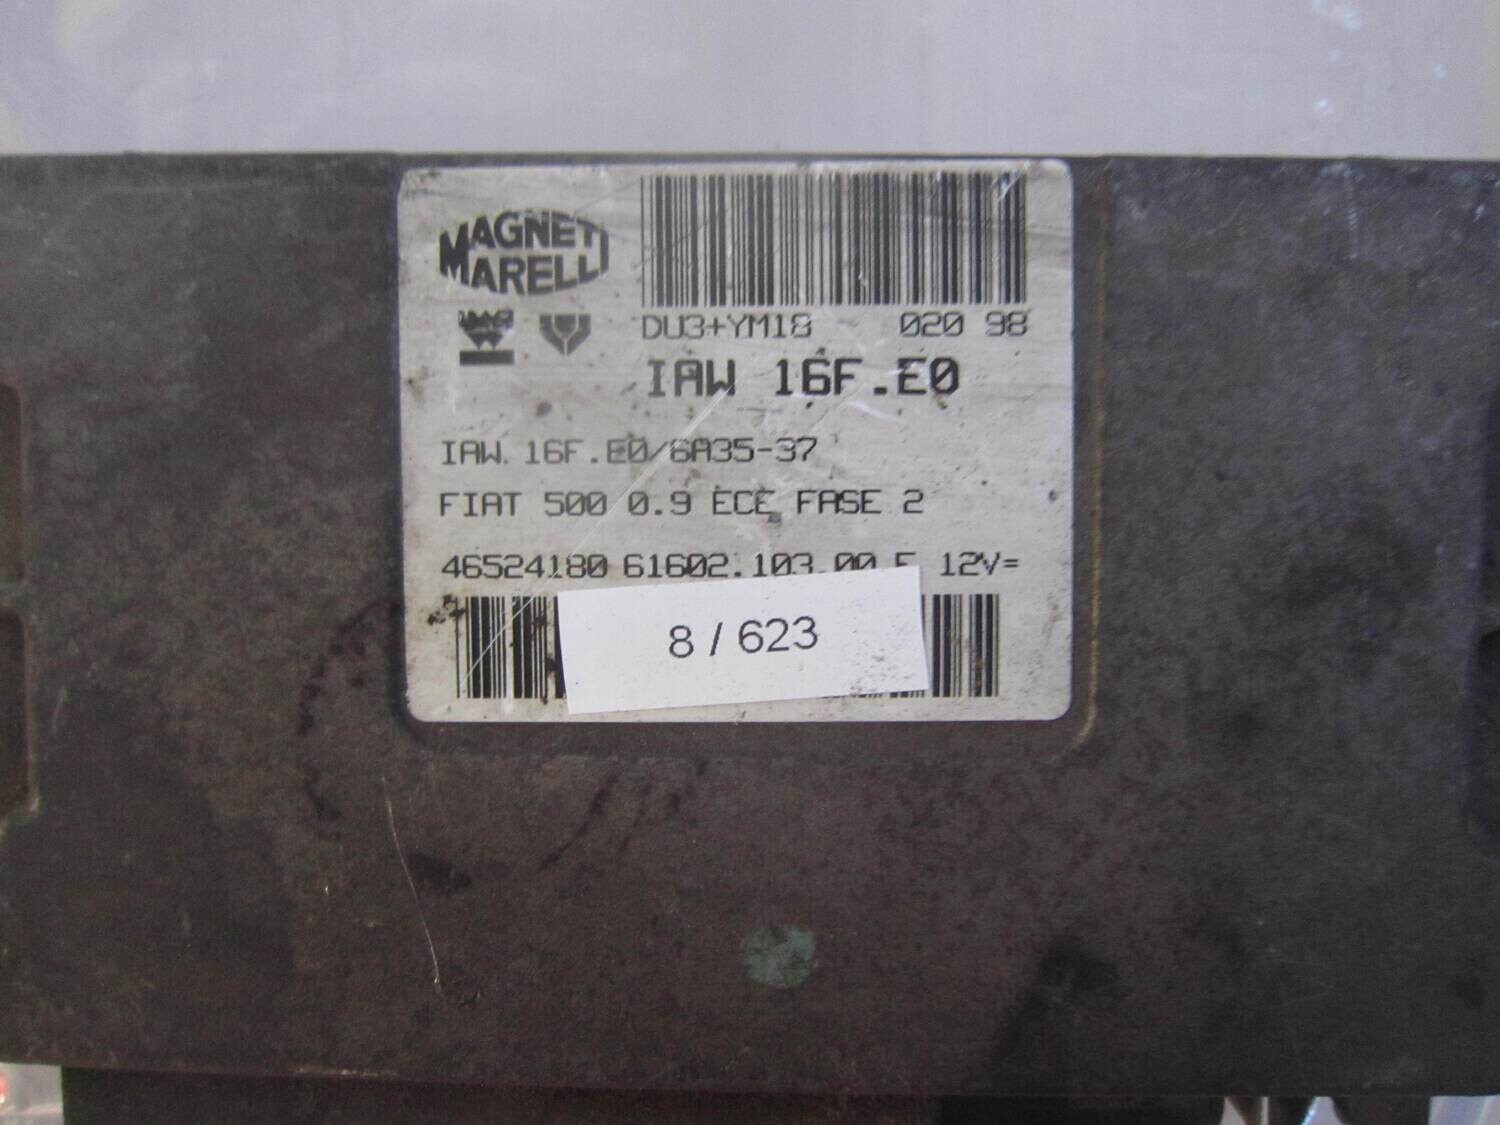 MAGNETI
MARELLI
DU3+YM18 020 98
IAW 16F.E0
IAW 16F.E0/6A35-37
FIAT 500 0.9 ECE FASE 2
46524180 61602.103.00 12V=
8 / 623